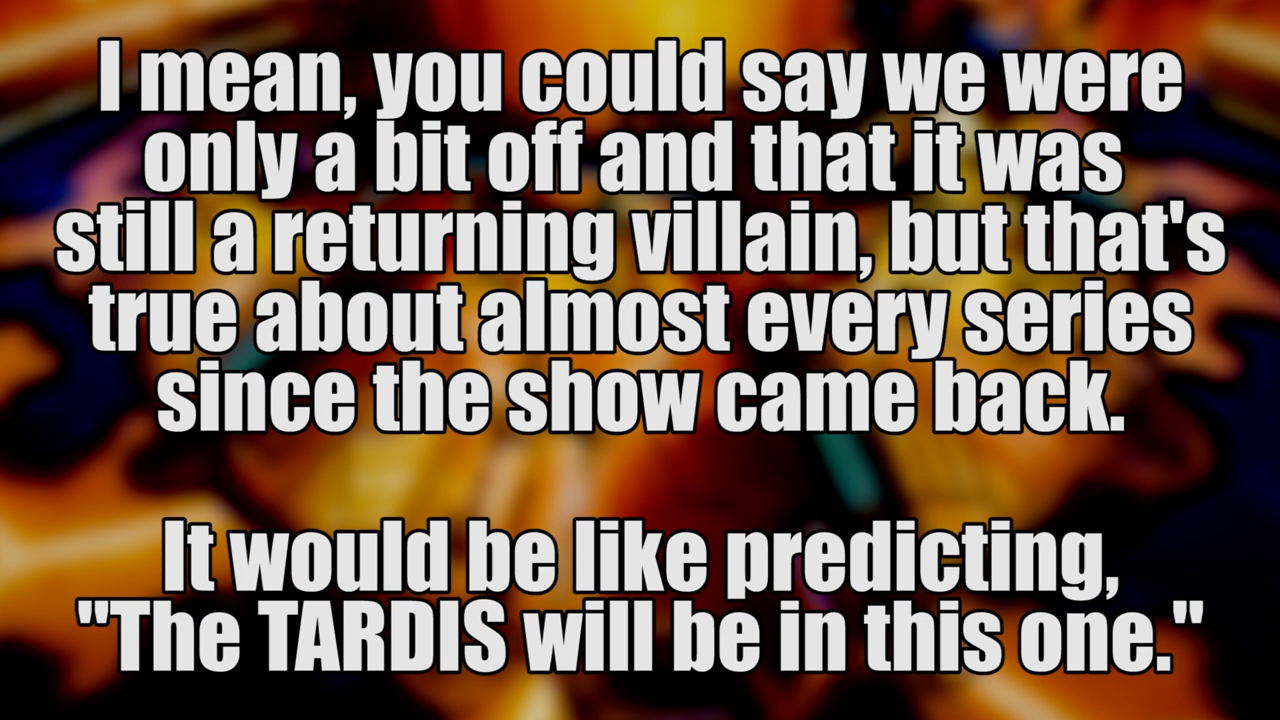 I mean, you could say we were
only a bit off and that it was
still a returning villain, but that's
true about almost every series
since the show came back.
It would be like predicting,
"The TARDIS will be in this one."